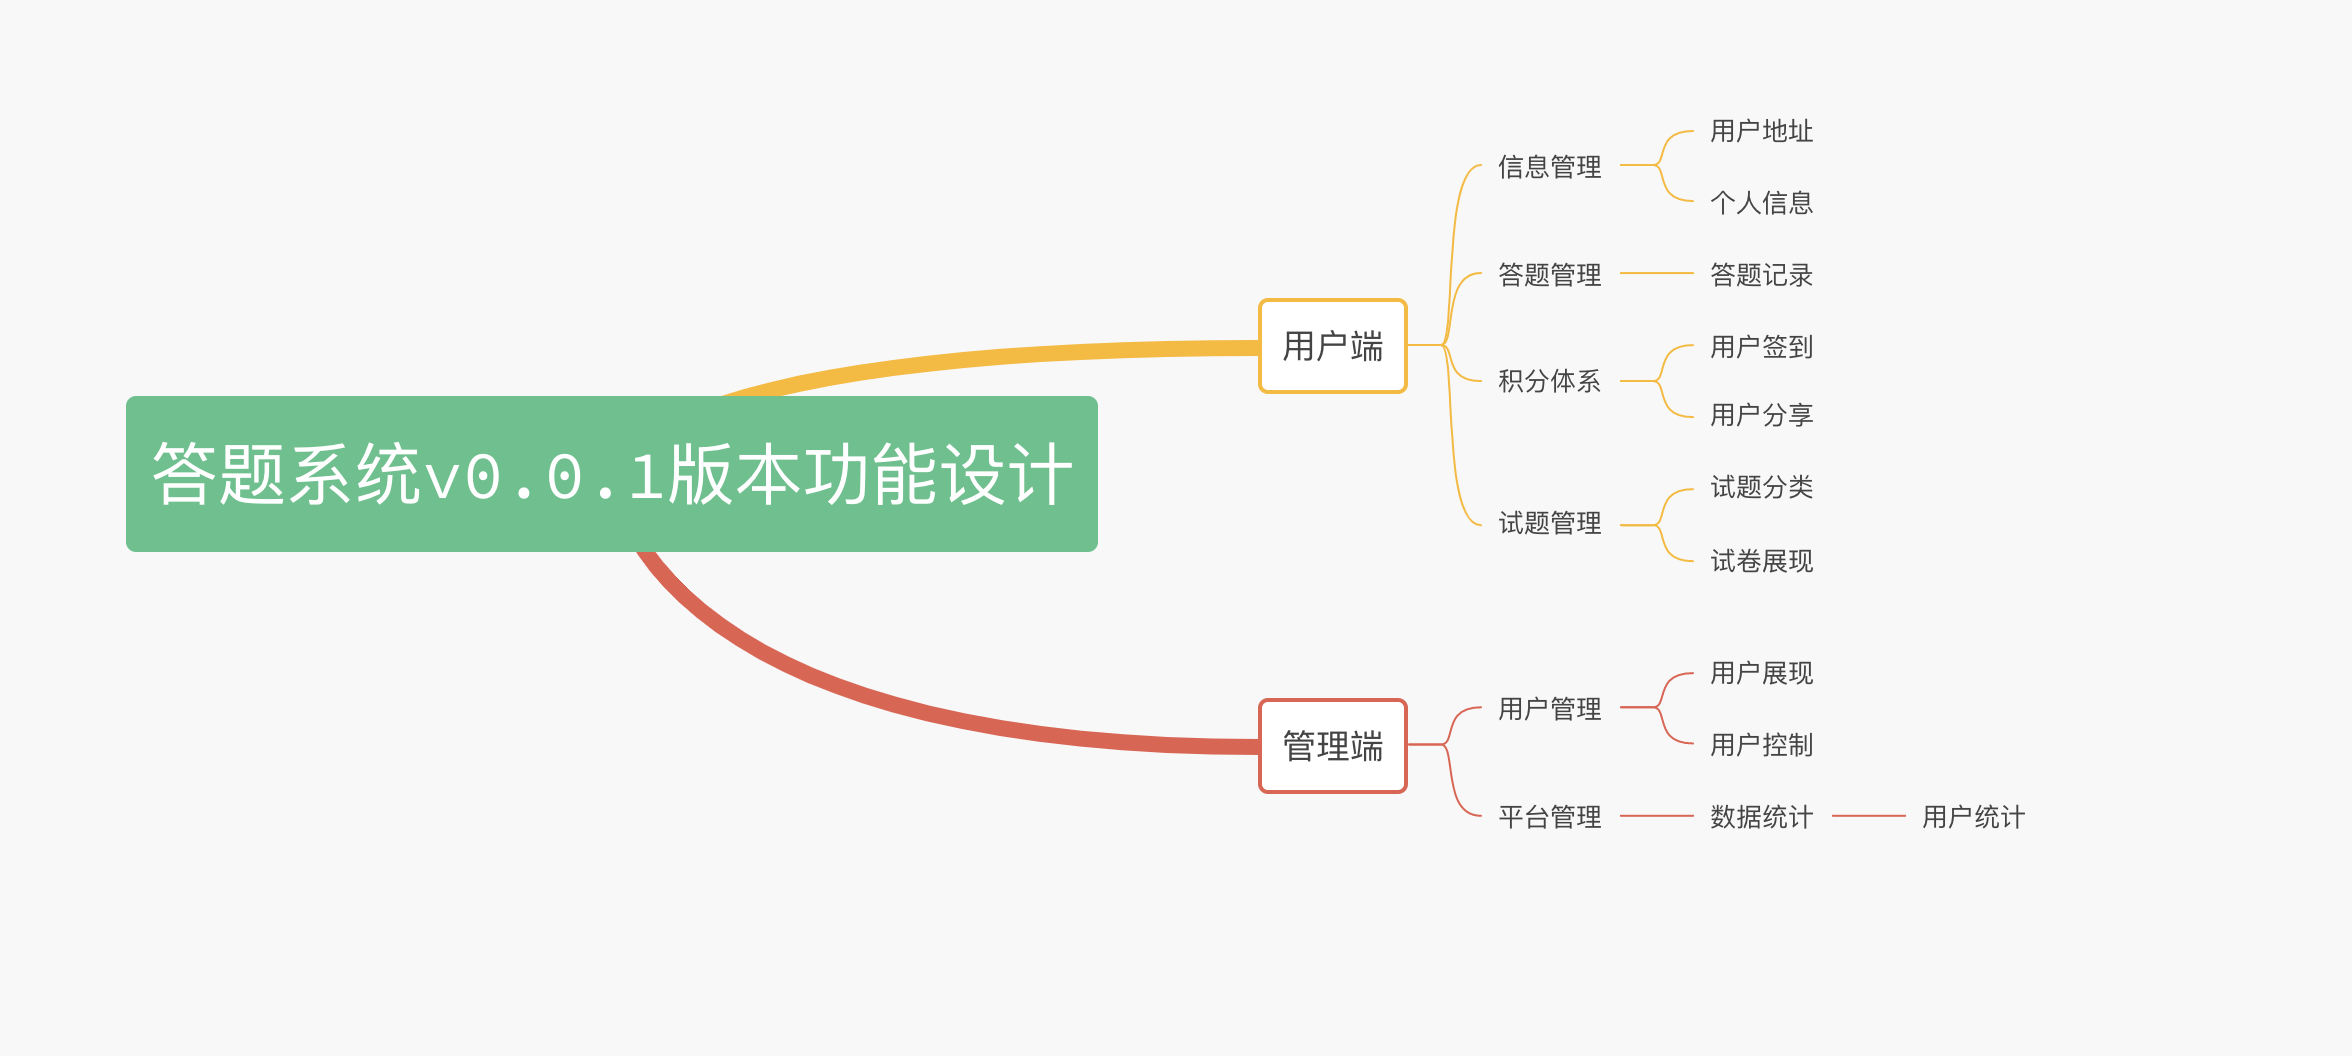 答题系统v0.0.1版本功能设计
用户端
信息管理
用户地址
个人信息
答题管理
答题记录
积分体系
用户签到
用户分享
试题管理
试题分类
试卷展现
管理端
用户管理
用户展现
用户控制
平台管理
数据统计
用户统计